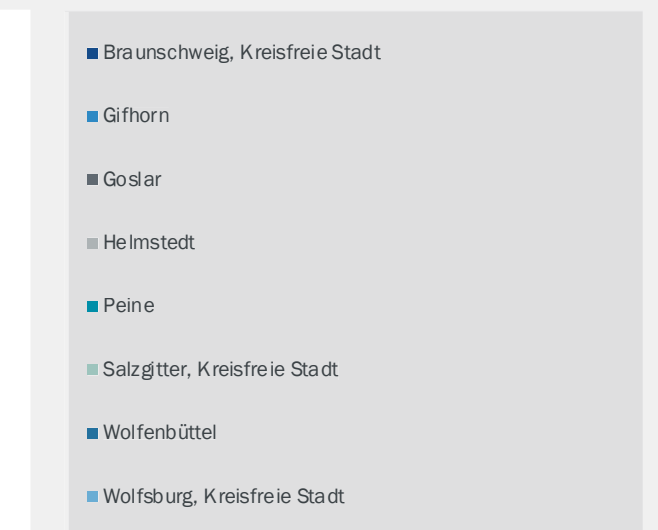 Braunschweig, Kreisfreie Stadt
Gifhorn
Goslar
Helmstedt
Peine
Salzgitter, Kreisfreie Stadt
Wolfenbüttel
Wolfsburg, Kreisfreie Stadt